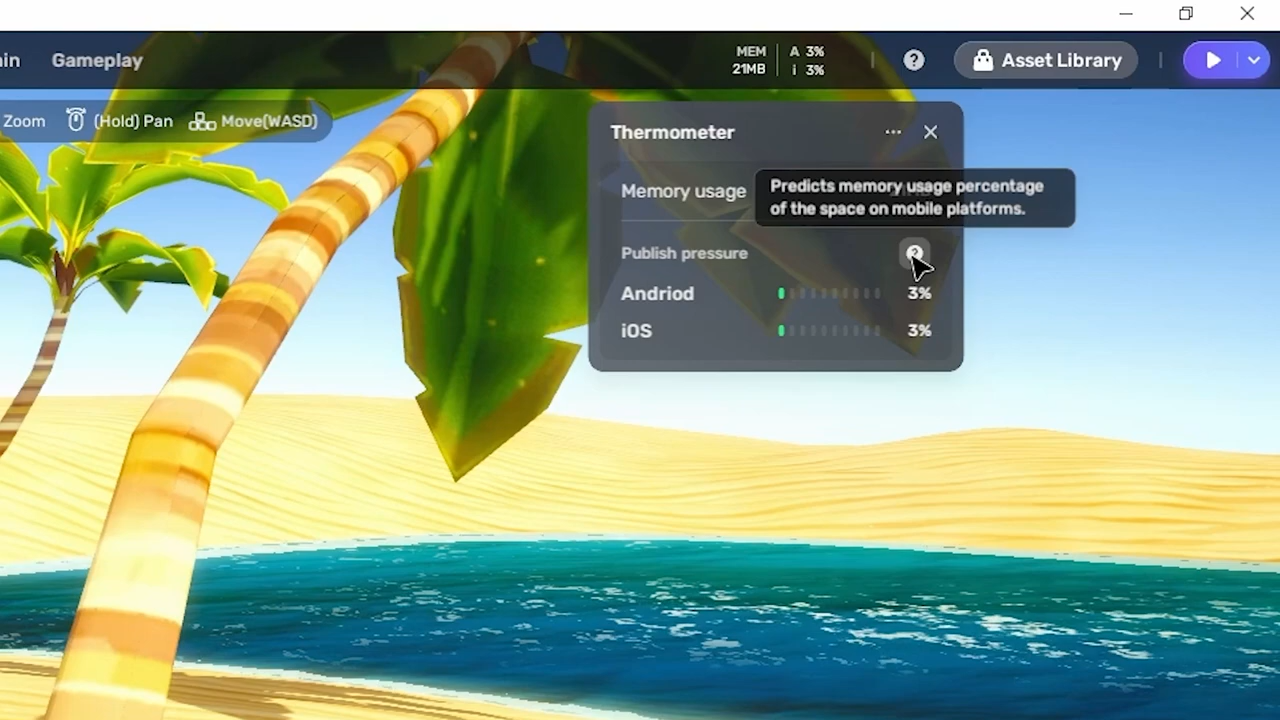 in Gameplay MEM A 3% Asset Library
21MB i 3%
Zoom (Hold) Pan Move(WASD)
Thermometer
Memory usage
Predicts memory usage percentage
of the space on mobile platforms.
Publish pressure
Andriod 3%
iOS 3%